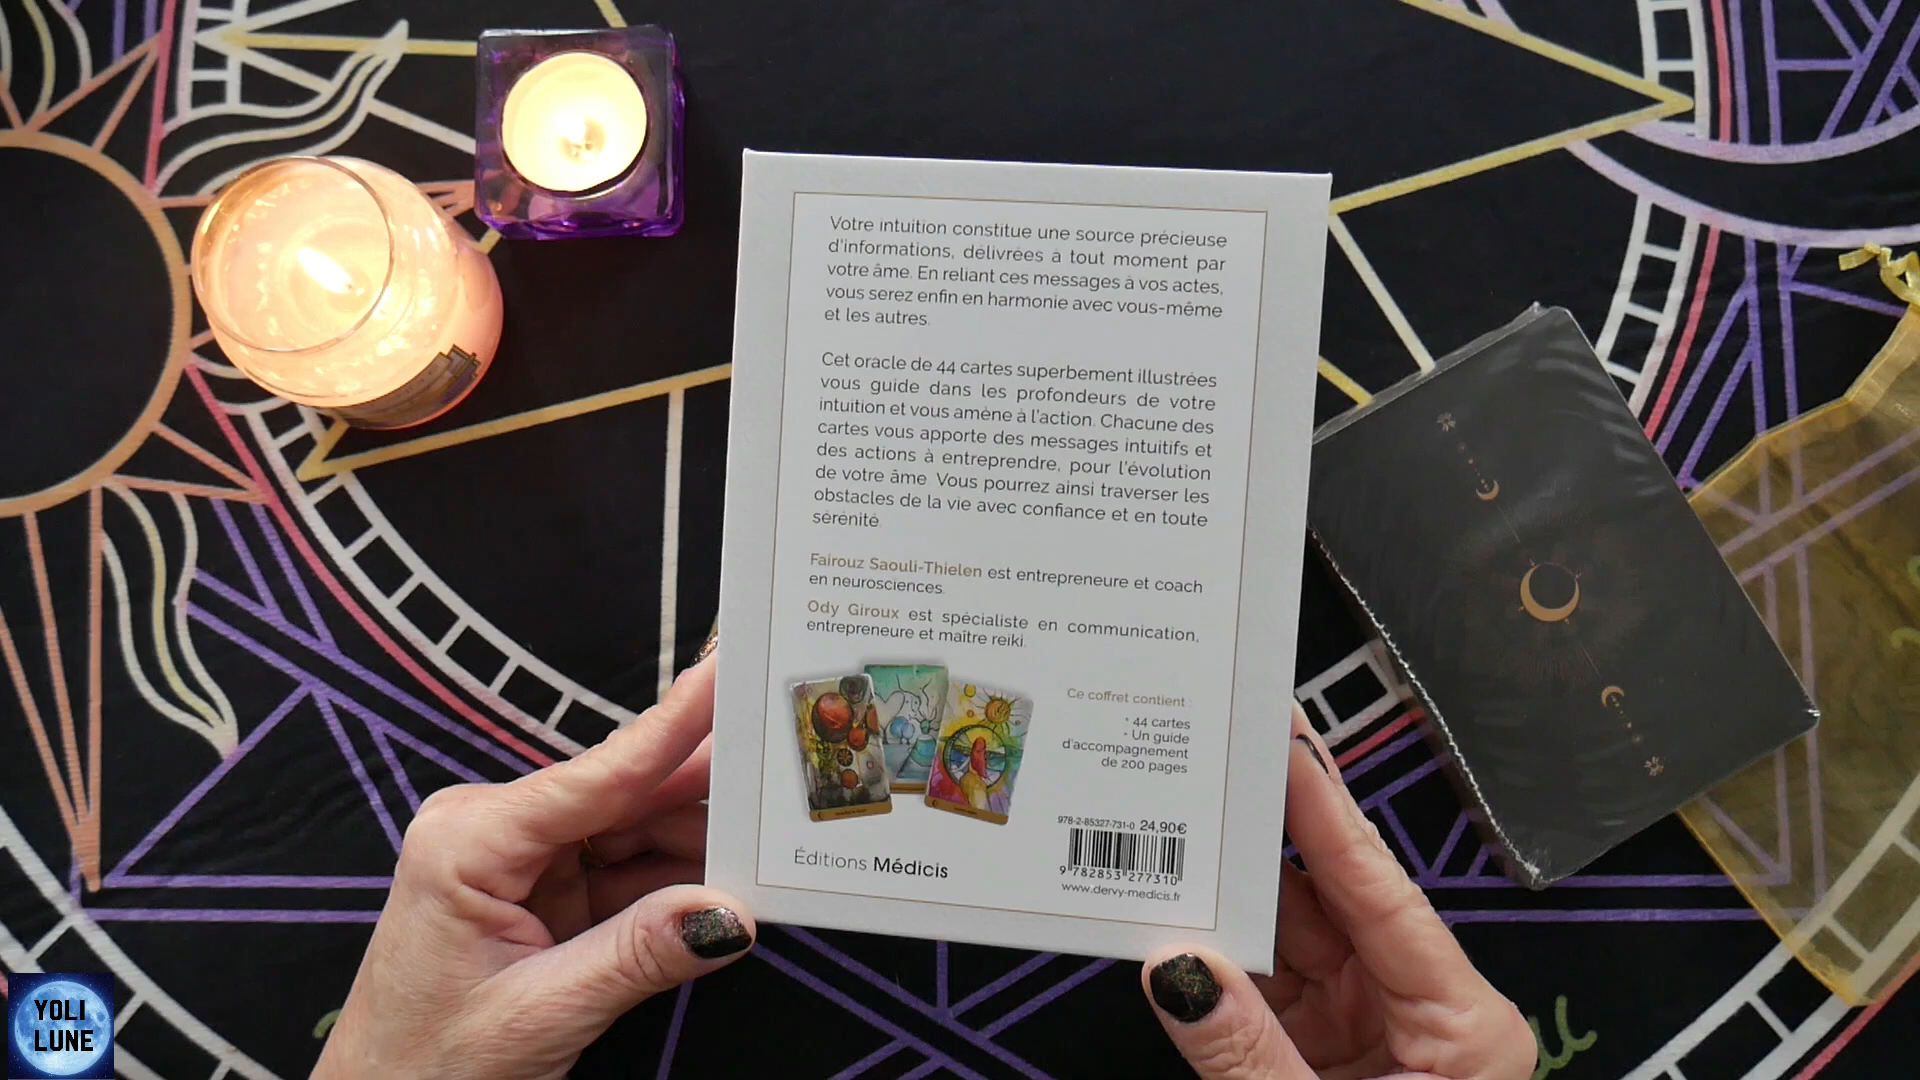 Votre intuition constitue une source précieuse
d'informations, délivrées à tout moment par
votre âme. En reliant ces messages à vos actes,
vous serez enfin en harmonie avec vous-même
et les autres.
Cet oracle de 44 cartes superbement illustrées
vous guide dans les profondeurs de votre
intuition et vous amène à l'action. Chacune des
cartes vous apporte des messages intuitifs et
des actions à entreprendre, pour l'évolution
de votre âme. Vous pourrez ainsi traverser les
obstacles de la vie avec confiance et en toute
sérénité.
Fairouz Saouli-Thielen est entrepreneure et coach
en neurosciences.
Ody Giroux est spécialiste en communication,
entrepreneure et maître reiki.
Ce coffret contient :
* 44 cartes
- Un guide
d'accompagnement
de 200 pages
978-2-85327-731-0 24,90€
9 782853 277310
www.dervy-medicis.fr
Éditions Médicis
YOLI
LUNE